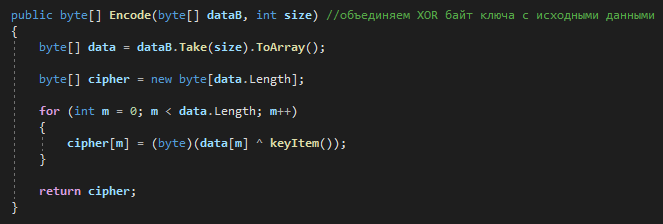 public byte[] Encode(byte[] dataB, int size) //объединяем XOR байт ключа с исходными данными
{
    byte[] data = dataB.Take(size).ToArray();

    byte[] cipher = new byte[data.Length];

    for (int m = 0; m < data.Length; m++)
    {
        cipher[m] = (byte)(data[m] ^ keyItem());
    }

    return cipher;
}